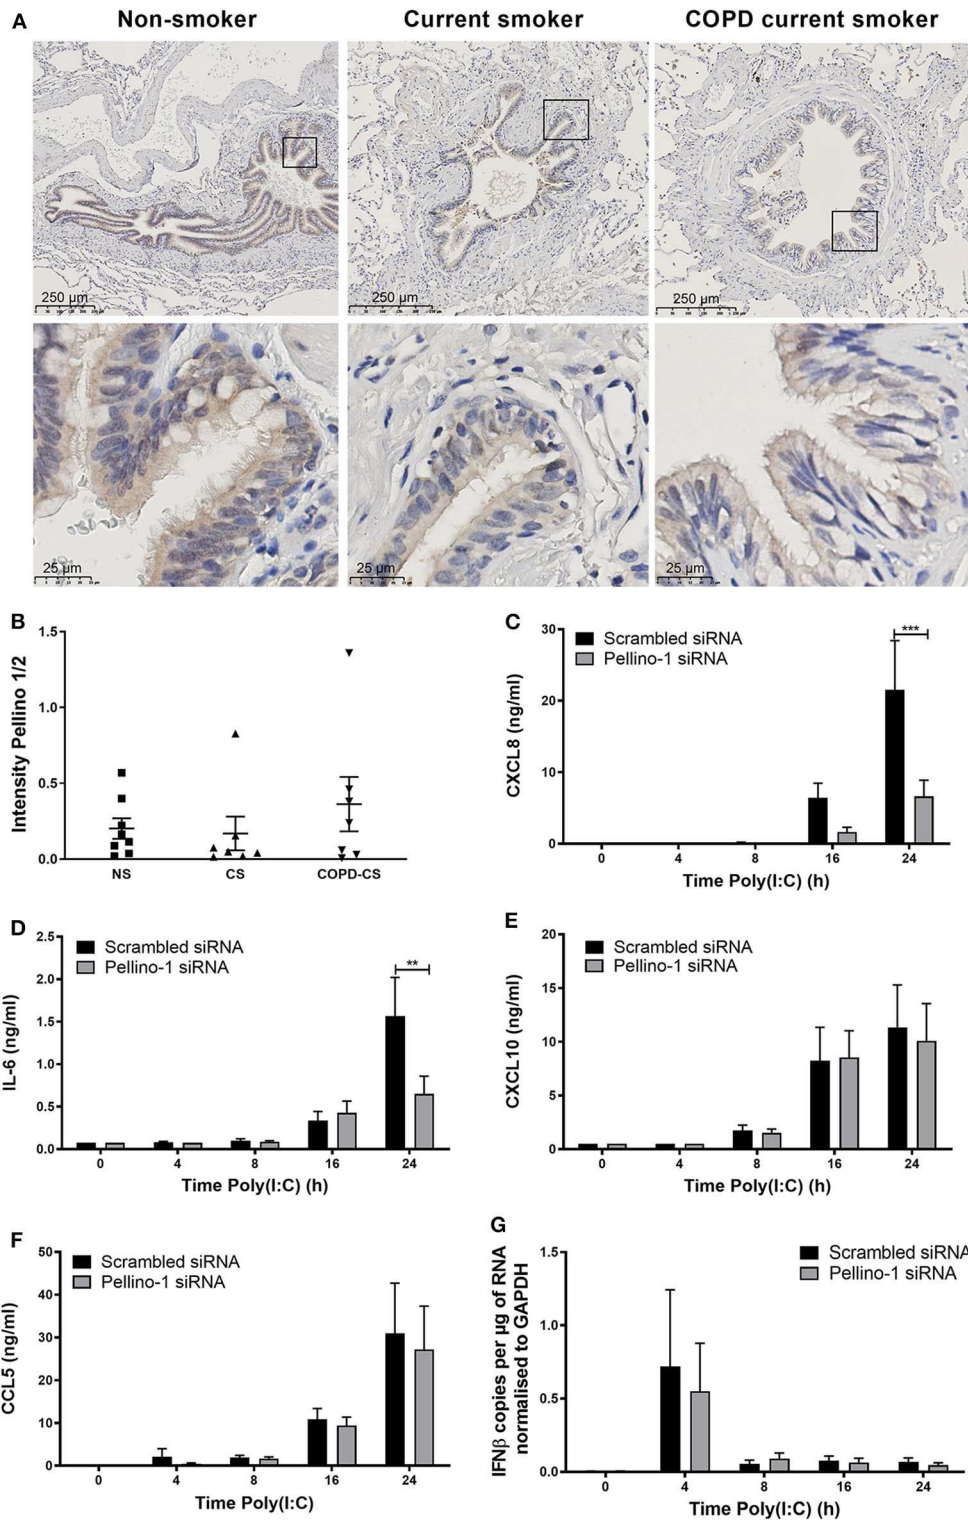 A
Non-smoker
Current smoker
COPD current smoker
250 µm
250 µm
250 µm
25 µm
25 µm
25 µm
B
Intensity Pellino 1/2
1.5
1.0
0.5
0.0
NS
CS
COPD-CS
C
CXCL8 (ng/ml)
30
20
10
0
Scrambled siRNA
Pellino-1 siRNA
***
0
4
8
16
24
Time Poly(I:C) (h)
D
IL-6 (ng/ml)
2.5
2.0
1.5
1.0
0.5
0.0
Scrambled siRNA
Pellino-1 siRNA
**
0
4
8
16
24
Time Poly(I:C) (h)
E
CXCL10 (ng/ml)
20
15
10
5
0
Scrambled siRNA
Pellino-1 siRNA
0
4
8
16
24
Time Poly(I:C) (h)
F
CCL5 (ng/ml)
50
40
30
20
10
0
Scrambled siRNA
Pellino-1 siRNA
0
4
8
16
24
Time Poly(I:C)
G
IFNβ copies per µg of RNA
normalised to GAPDH
1.5
1.0
0.5
0.0
Scrambled siRNA
Pellino-1 siRNA
0
4
8
16
24
Time Poly(I:C) (h)